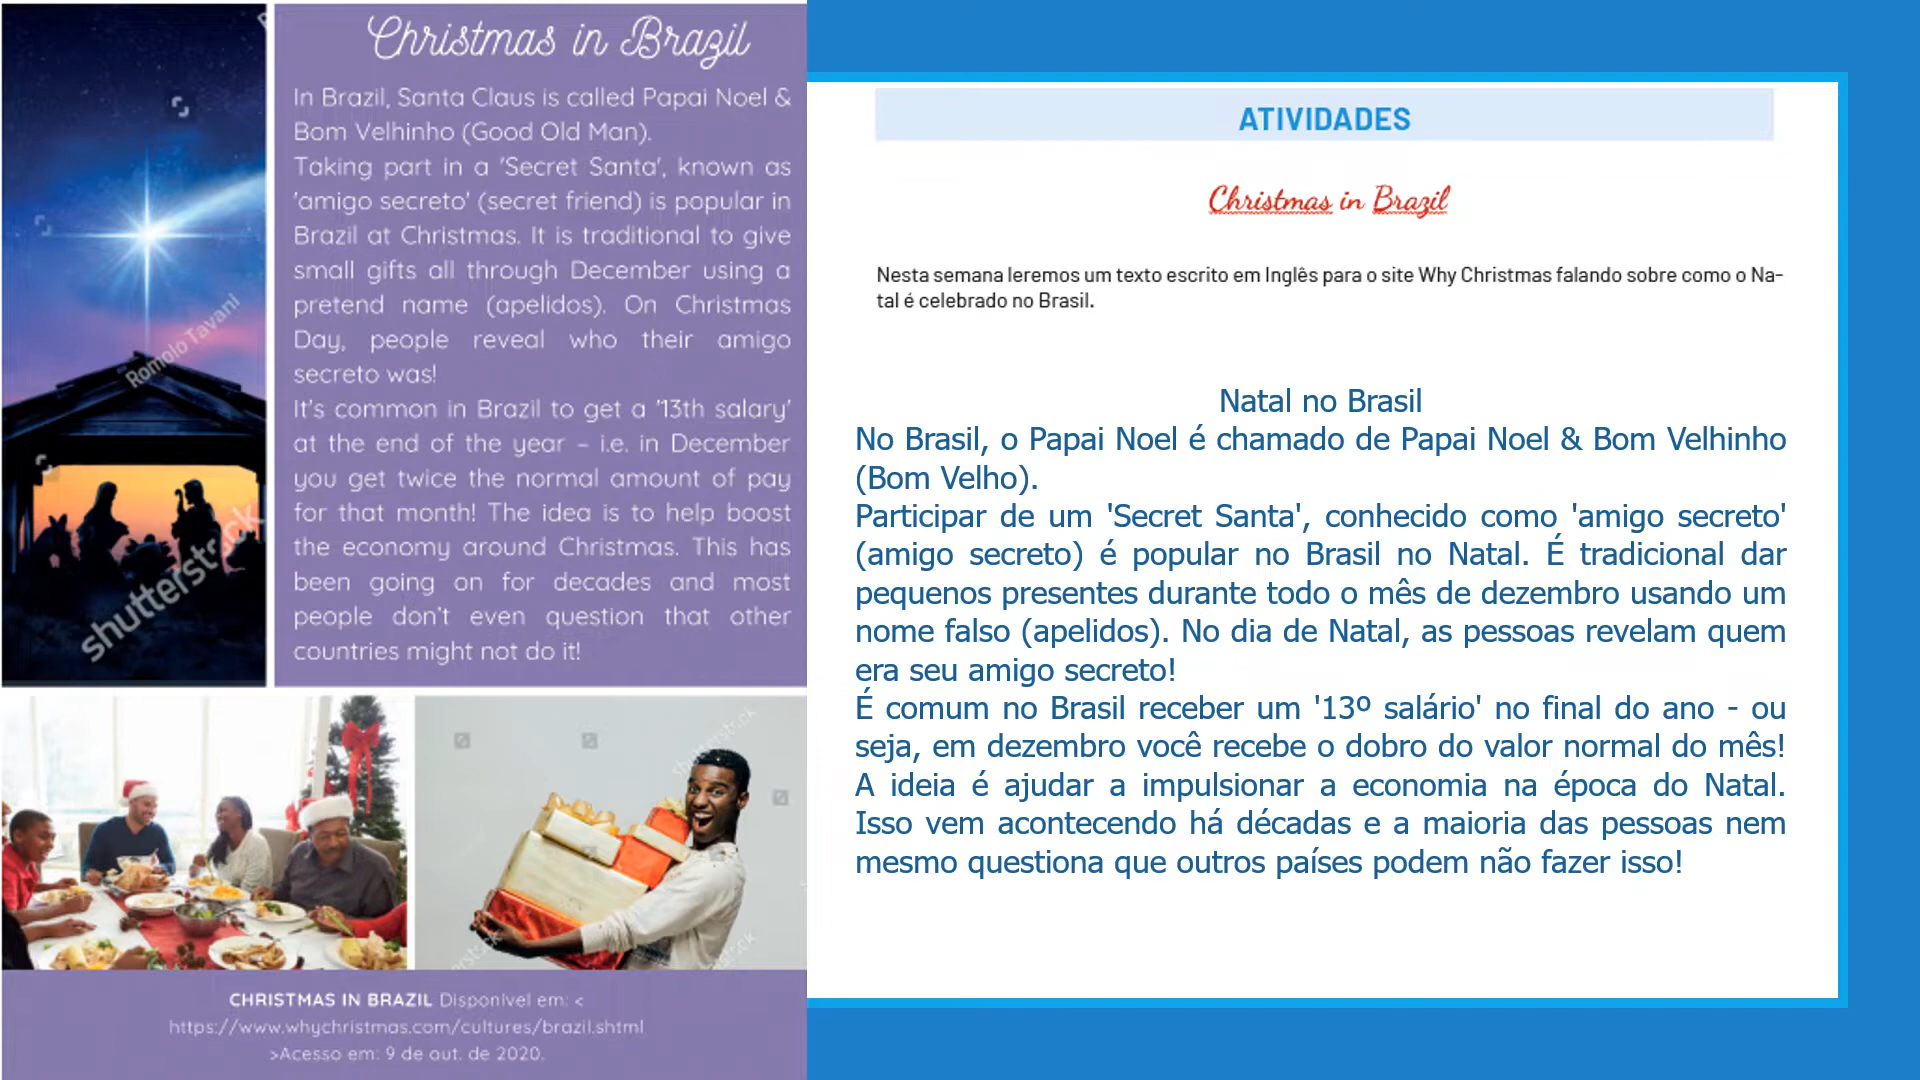 Christmas in Brazil
In Brazil, Santa Claus is called Papai Noel &
Bom Velhinho (Good Old Man).
Taking part in a 'Secret Santa', known as
'amigo secreto' (secret friend) is popular in
Brazil at Christmas. It is traditional to give
small gifts all through December using a
pretend name (apelidos). On Christmas
Day, people reveal who their amigo
secreto was!
It's common in Brazil to get a '13th salary'
at the end of the year – i.e. in December
you get twice the normal amount of pay
for that month! The idea is to help boost
the economy around Christmas. This has
been going on for decades and most
people don't even question that other
countries might not do it!
Romolo Tavani
shutterstock
shutterstock
CHRISTMAS IN BRAZIL Disponível em: <
https://www.whychristmas.com/cultures/brazil.shtml
>Acesso em: 9 de out. de 2020.
ATIVIDADES
Christmas in Brazil
Nesta semana leremos um texto escrito em Inglês para o site Why Christmas falando sobre como o Na-
tal é celebrado no Brasil.
Natal no Brasil
No Brasil, o Papai Noel é chamado de Papai Noel & Bom Velhinho
(Bom Velho).
Participar de um 'Secret Santa', conhecido como 'amigo secreto'
(amigo secreto) é popular no Brasil no Natal. É tradicional dar
pequenos presentes durante todo o mês de dezembro usando um
nome falso (apelidos). No dia de Natal, as pessoas revelam quem
era seu amigo secreto!
É comum no Brasil receber um '13º salário' no final do ano - ou
seja, em dezembro você recebe o dobro do valor normal do mês!
A ideia é ajudar a impulsionar a economia na época do Natal.
Isso vem acontecendo há décadas e a maioria das pessoas nem
mesmo questiona que outros países podem não fazer isso!